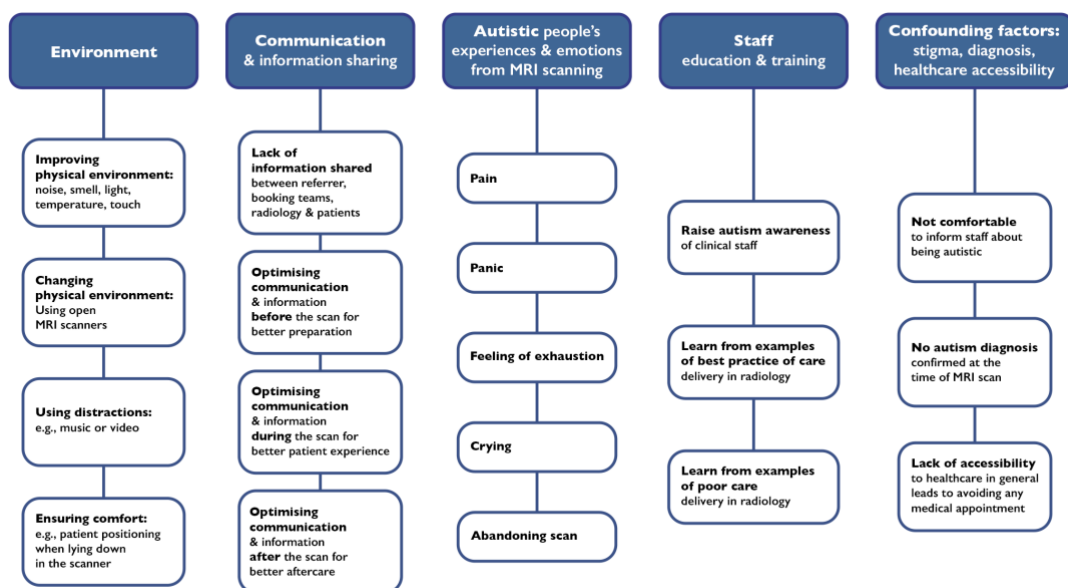 Environment
Improving
physical environment:
noise, smell, light,
temperature, touch
Changing
physical environment:
Using open
MRI scanners
Using distractions:
e.g., music or video
Ensuring comfort:
e.g., patient positioning
when lying down
in the scanner
Communication
& information sharing
Lack of
information shared
between referrer,
booking teams,
radiology & patients
Optimising
communication
& information
before the scan for
better preparation
Optimising
communication
& information
during the scan for
better patient experience
Optimising
communication
& information
after the scan for
better aftercare
Autistic people's
experiences & emotions
from MRI scanning
Pain
Panic
Feeling of exhaustion
Crying
Abandoning scan
Staff
education & training
Raise autism awareness
of clinical staff
Learn from examples
of best practice of care
delivery in radiology
Learn from examples
of poor care
delivery in radiology
Confounding factors:
stigma, diagnosis,
healthcare accessibility
Not comfortable
to inform staff about
being autistic
No autism diagnosis
confirmed at the
time of MRI scan
Lack of accessibility
to healthcare in general
leads to avoiding any
medical appointment